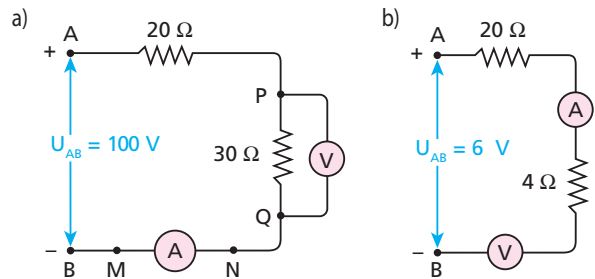 a)
A
20 Ω
+
P
U_AB = 100 V
30 Ω
V
Q
−
B
M
A
N
b)
A
20 Ω
+
A
U_AB = 6 V
4 Ω
−
B
V